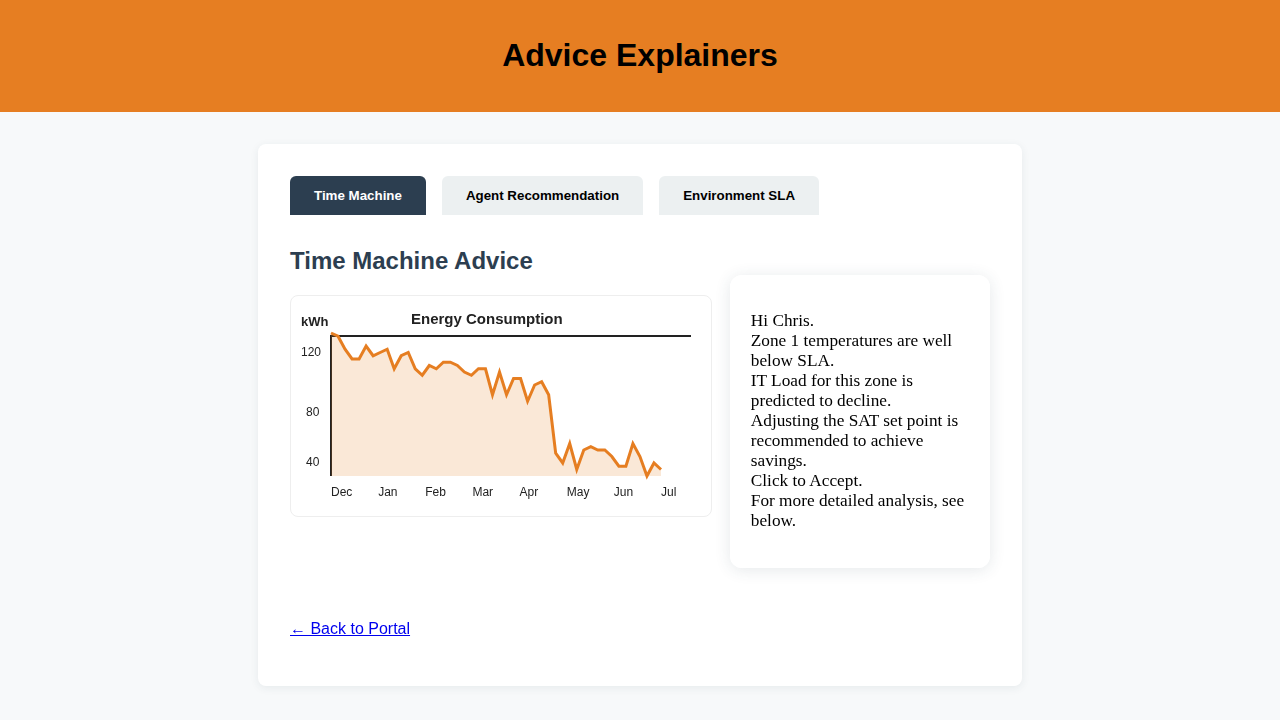 Advice Explainers
Time Machine
Agent Recommendation
Environment SLA
Time Machine Advice
kWh
Energy Consumption
120
80
40
Dec Jan Feb Mar Apr May Jun Jul
Hi Chris.
Zone 1 temperatures are well
below SLA.
IT Load for this zone is
predicted to decline.
Adjusting the SAT set point is
recommended to achieve
savings.
Click to Accept.
For more detailed analysis, see
below.
← Back to Portal